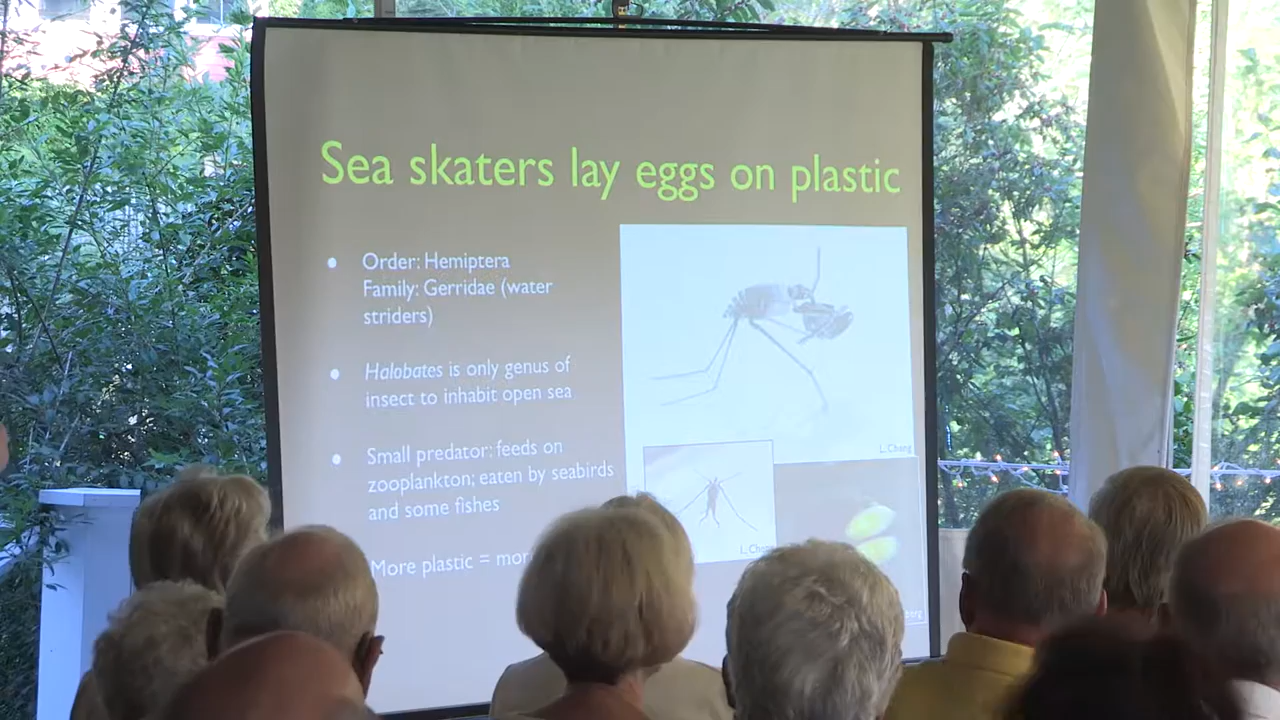 Sea skaters lay eggs on plastic
Order: Hemiptera
Family: Gerridae (water
striders)
Halobates is only genus of
insect to inhabit open sea
Small predator: feeds on
zooplankton; eaten by seabirds
and some fishes
More plastic =
L. Cheng